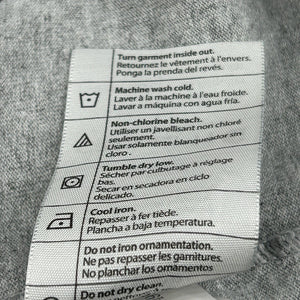 Turn garment inside out.
Retournez le vêtement à l'envers.
Ponga la prenda del revés.
Machine wash cold.
Laver à la machine à l'eau froide.
Lavar a máquina con agua fría.
Non-chlorine bleach.
Utiliser un javellisant non chloré
seulement.
Usar solamente blanqueador sin
cloro.
Tumble dry low.
Sécher par culbutage à réglage
bas.
Secar en secadora en ciclo
delicado.
Cool iron.
Repasser à fer tiède.
Plancha a baja temperatura.
Do not iron ornamentation.
Ne pas repasser les garnitures.
No planchar los ornamentos
Do not dry clean.